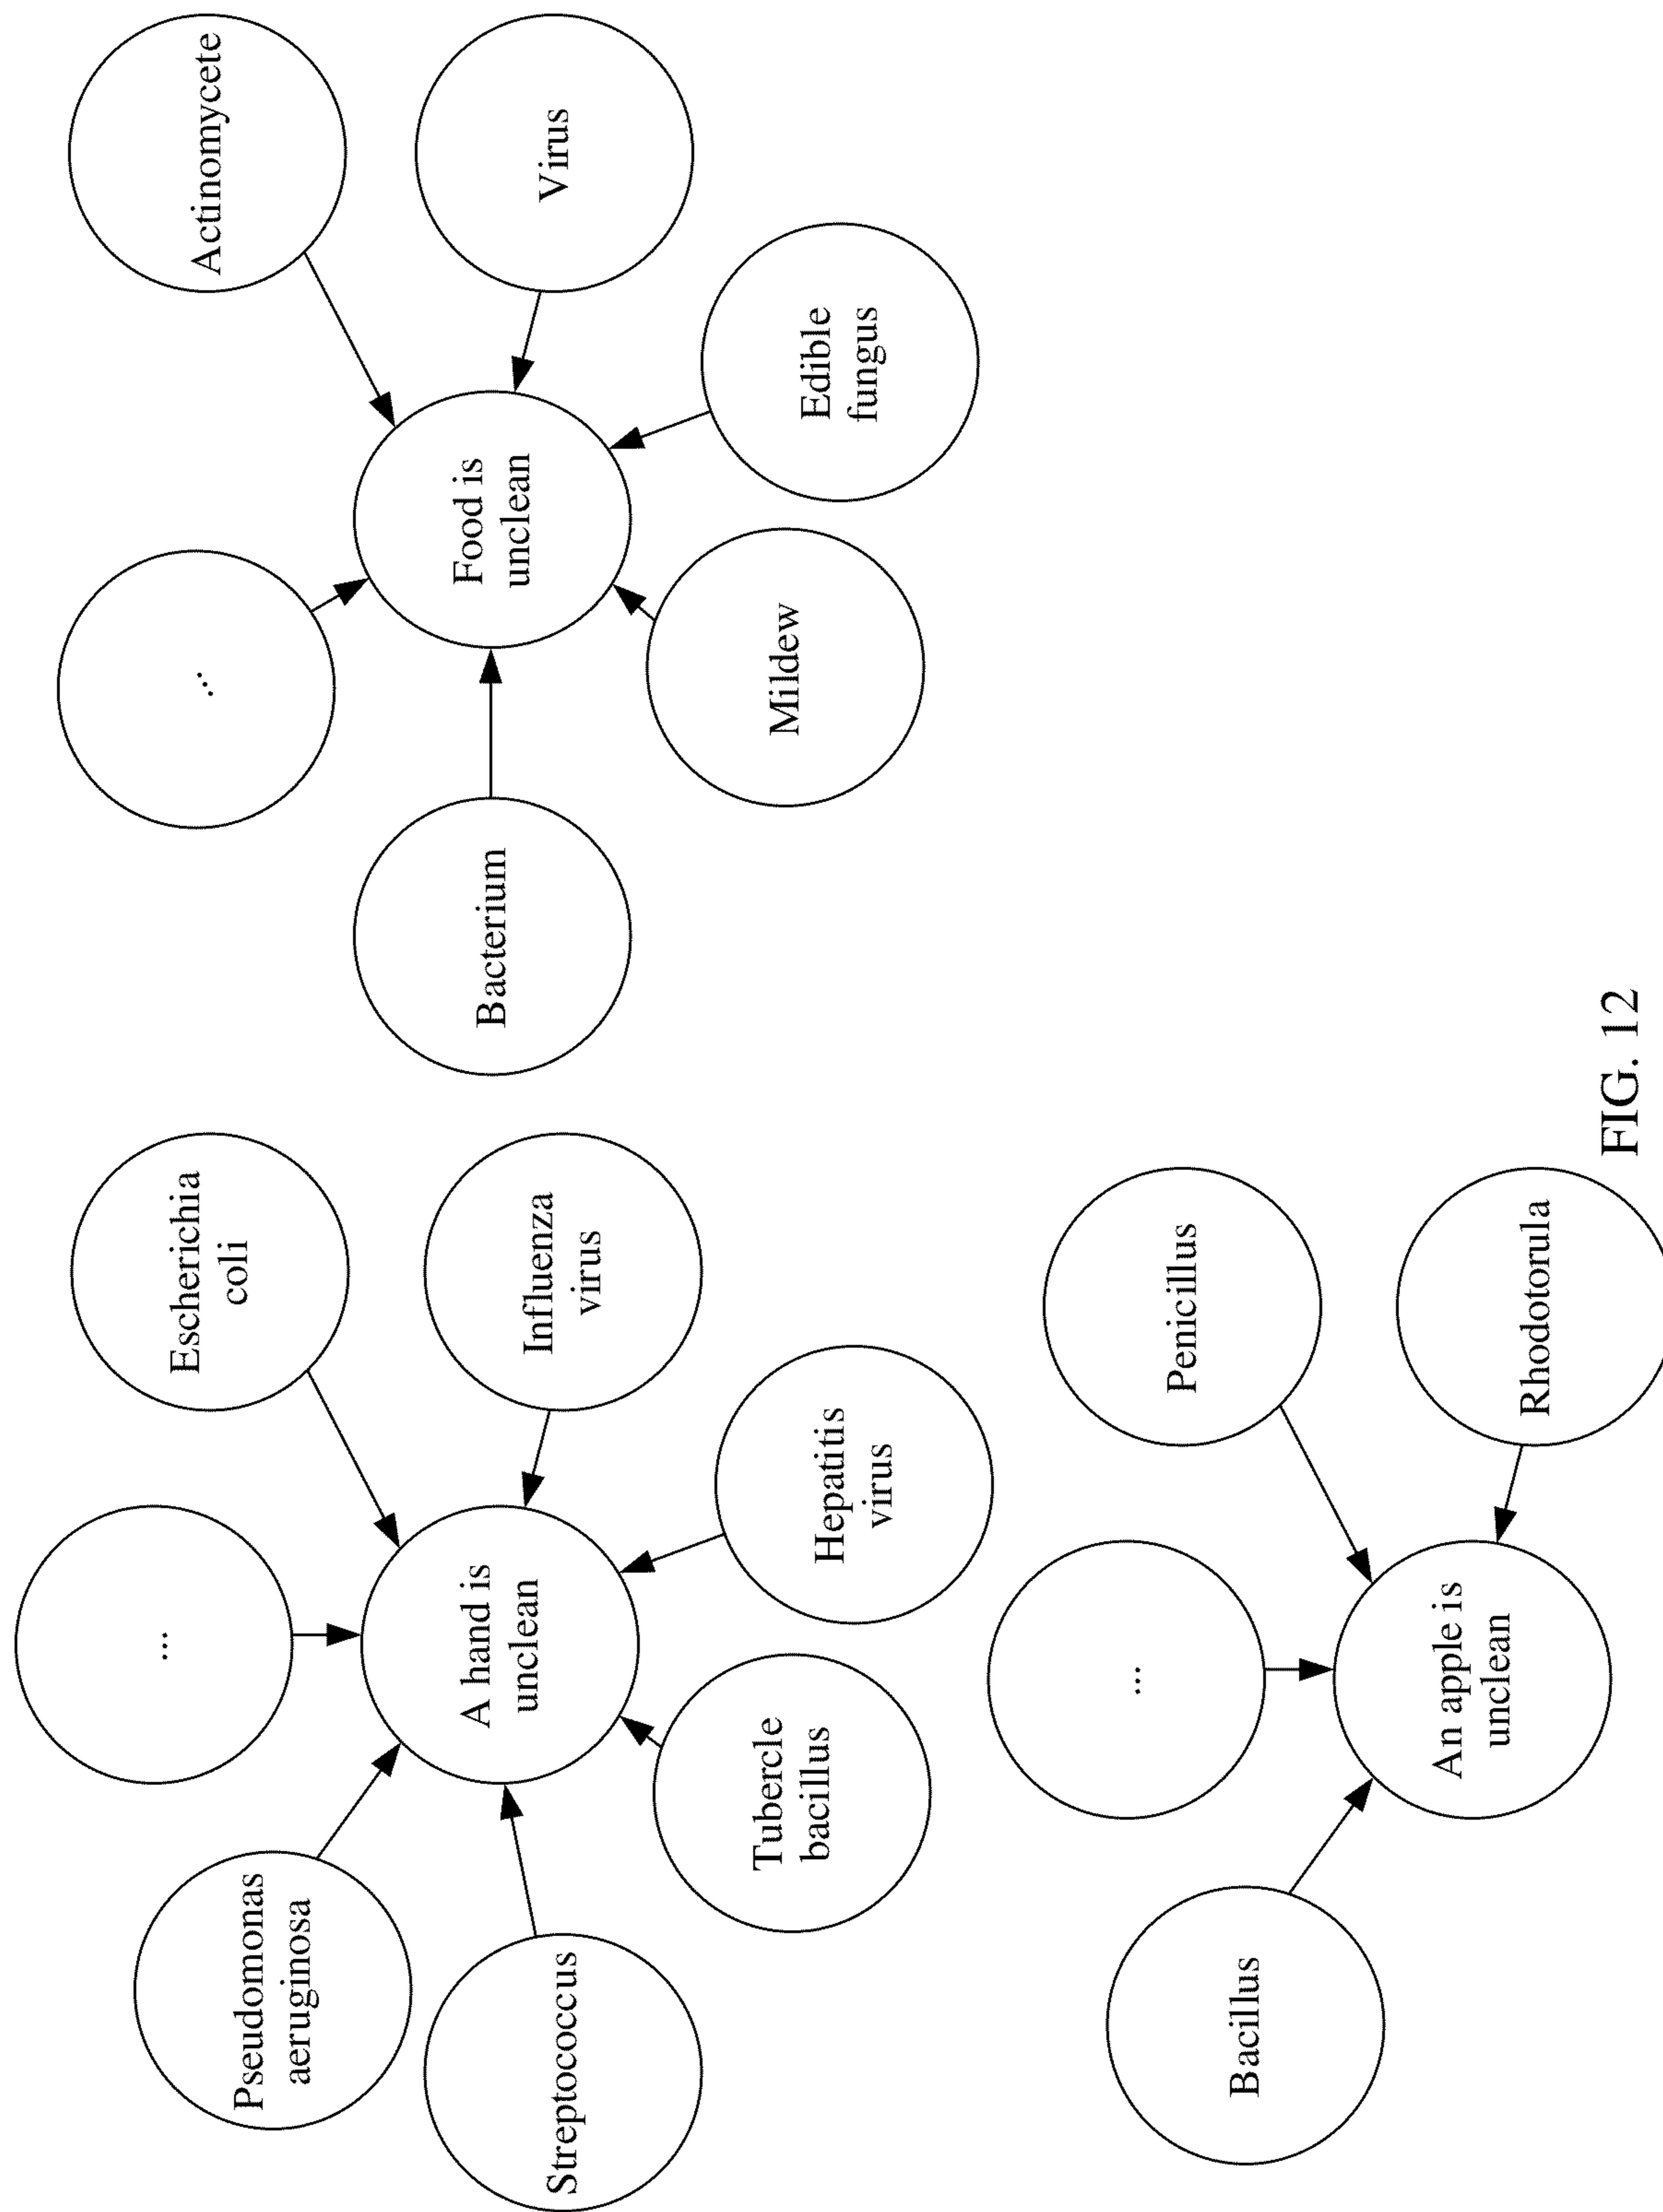 Pseudomonas
aeruginosa
...
Escherichia
coli
Streptococcus
A hand is
unclean
Influenza
virus
Tubercle
bacillus
Hepatitis
virus
...
Actinomycete
Bacterium
Food is
unclean
Virus
Mildew
Edible
fungus
Bacillus
...
Penicillus
An apple is
unclean
Rhodotorula
FIG. 12